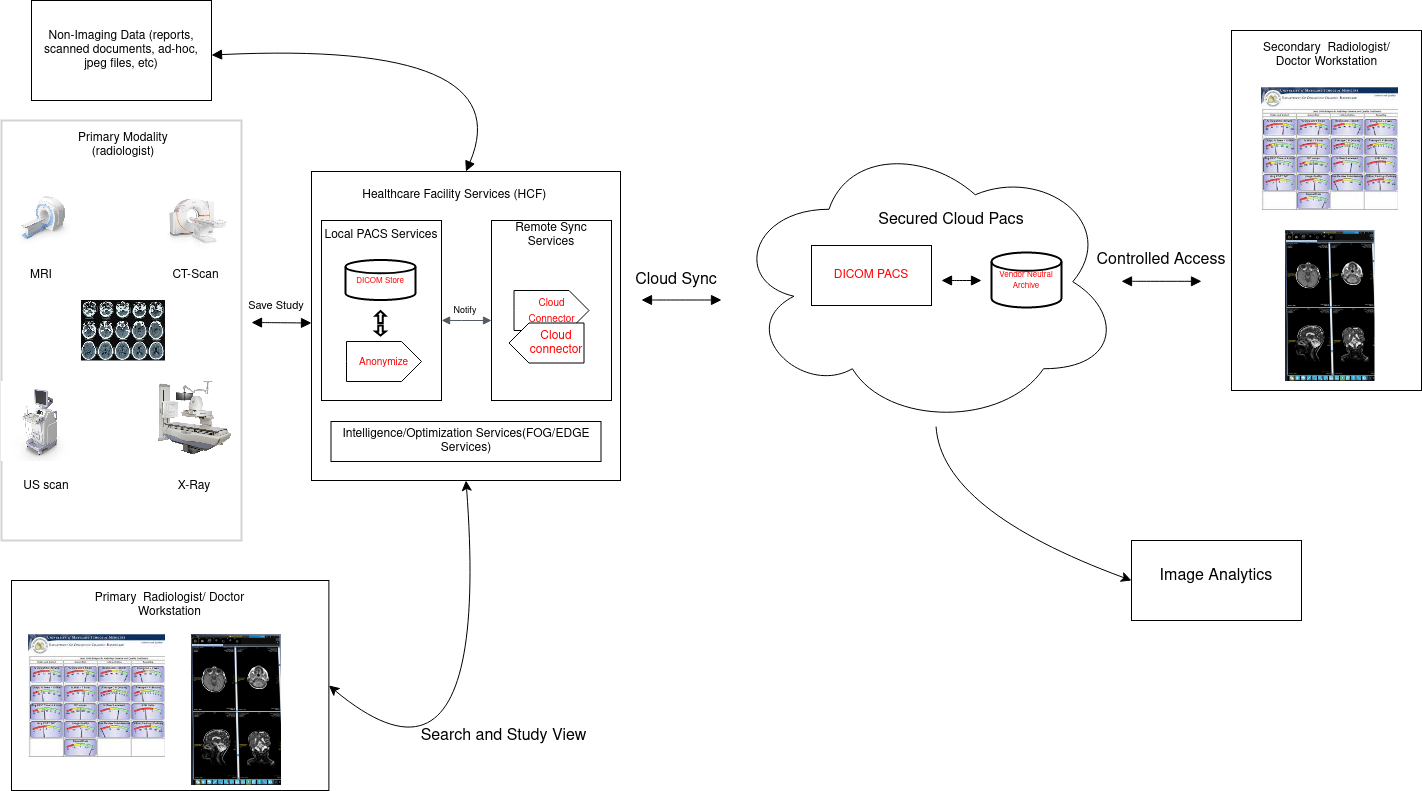 Non-Imaging Data (reports,
scanned documents, ad-hoc,
jpeg files, etc)
Primary Modality
(radiologist)
MRI
CT-Scan
US scan
X-Ray
Save Study
Healthcare Facility Services (HCF)
Local PACS Services
DICOM Store
Anonymize
Notify
Remote Sync
Services
Cloud
Connector
Cloud
connector
Intelligence/Optimization Services(FOG/EDGE
Services)
Cloud Sync
Secured Cloud Pacs
DICOM PACS
Vendor Neutral
Archive
Controlled Access
Secondary Radiologist/
Doctor Workstation
Image Analytics
Primary Radiologist/ Doctor
Workstation
Search and Study View